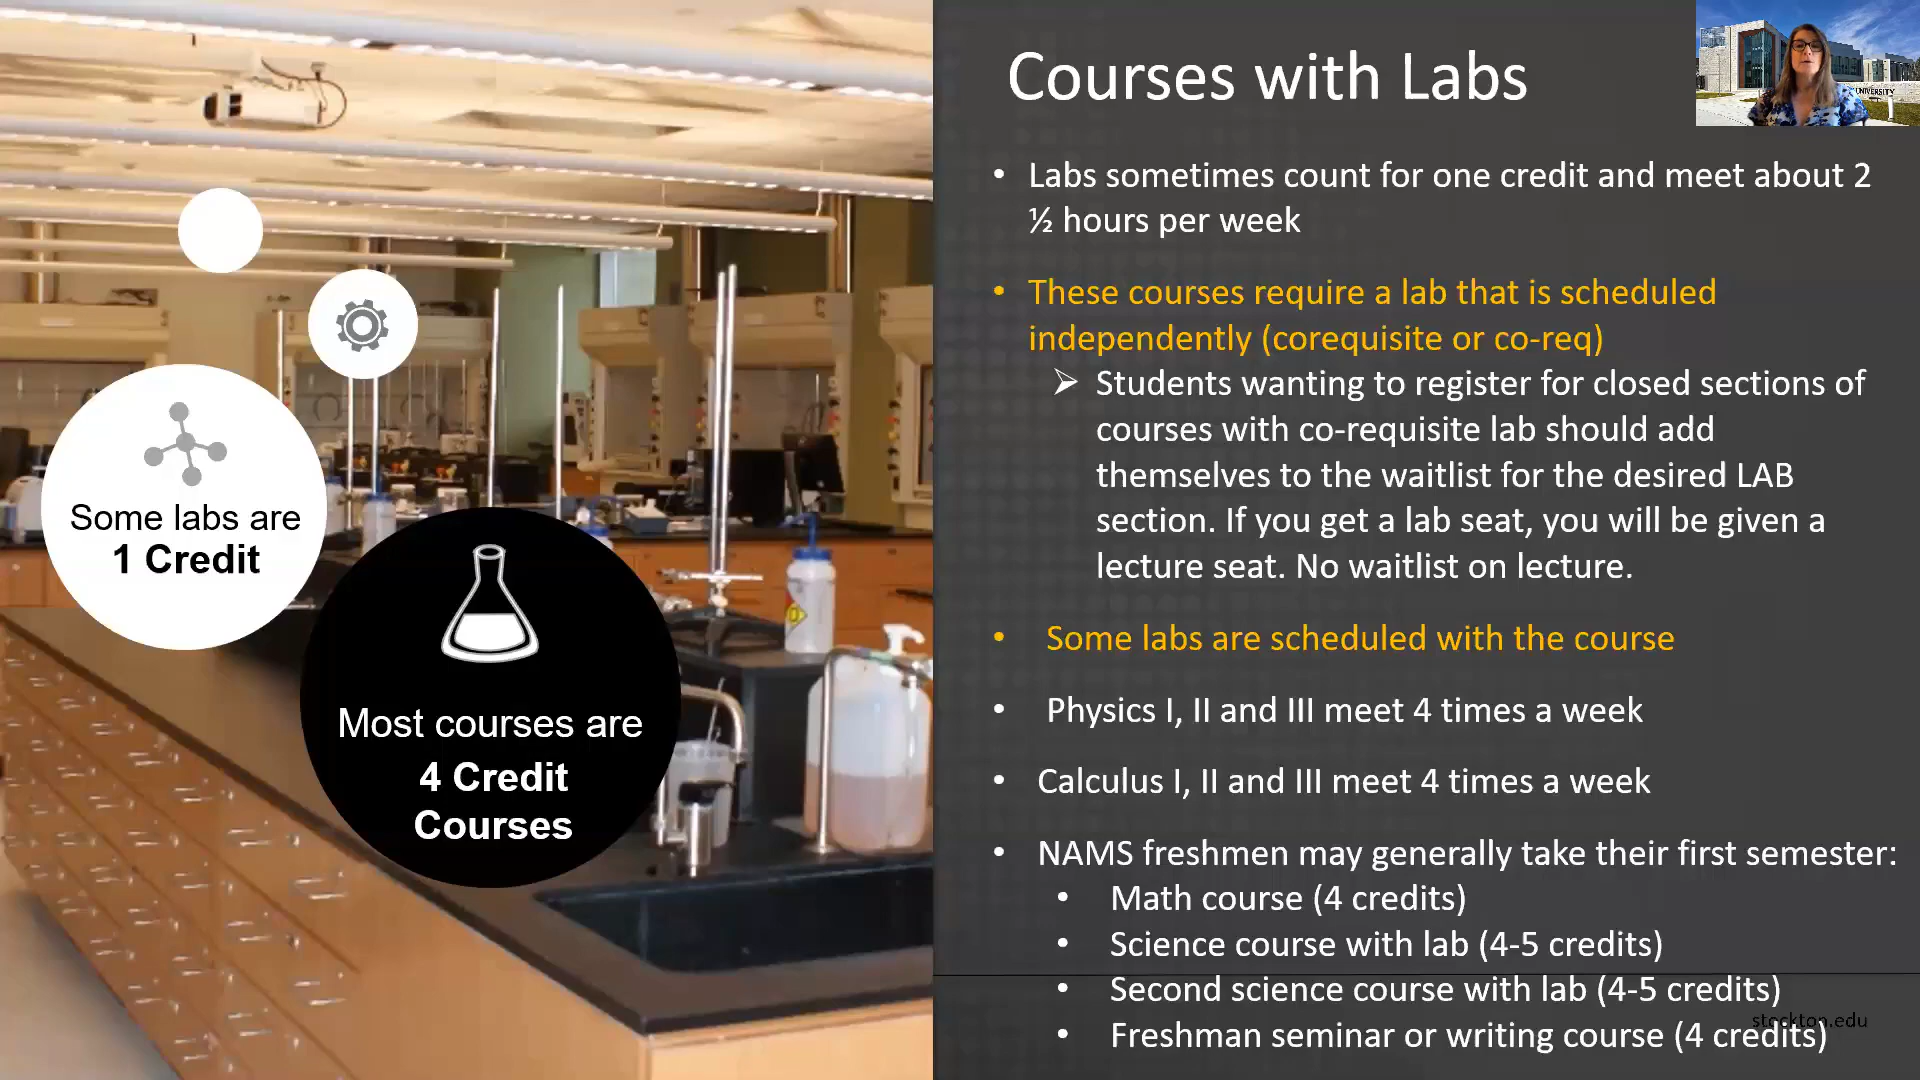 Courses with Labs
UNIVERSITY
• Labs sometimes count for one credit and meet about 2
½ hours per week
• These courses require a lab that is scheduled
independently (corequisite or co-req)
➢ Students wanting to register for closed sections of
courses with co-requisite lab should add
themselves to the waitlist for the desired LAB
section. If you get a lab seat, you will be given a
lecture seat. No waitlist on lecture.
• Some labs are scheduled with the course
• Physics I, II and III meet 4 times a week
• Calculus I, II and III meet 4 times a week
• NAMS freshmen may generally take their first semester:
• Math course (4 credits)
• Science course with lab (4-5 credits)
• Second science course with lab (4-5 credits)
• Freshman seminar or writing course (4 credits)
stockton.edu
Some labs are
1 Credit
Most courses are
4 Credit
Courses